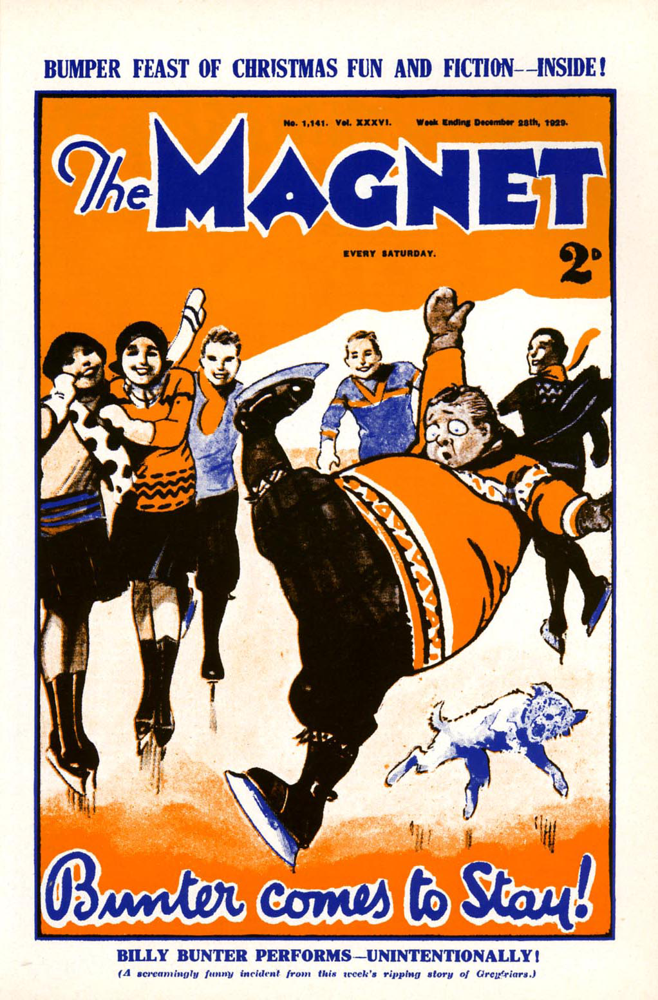 BUMPER FEAST OF CHRISTMAS FUN AND FICTION--INSIDE!
No. 1,141. Vol. XXXVI. Week Ending December 28th, 1929.
The MAGNET
EVERY SATURDAY.
2D
Bunter comes to Stay!
BILLY BUNTER PERFORMS—UNINTENTIONALLY!
(A screamingly funny incident from this week's ripping story of Greyfriars.)